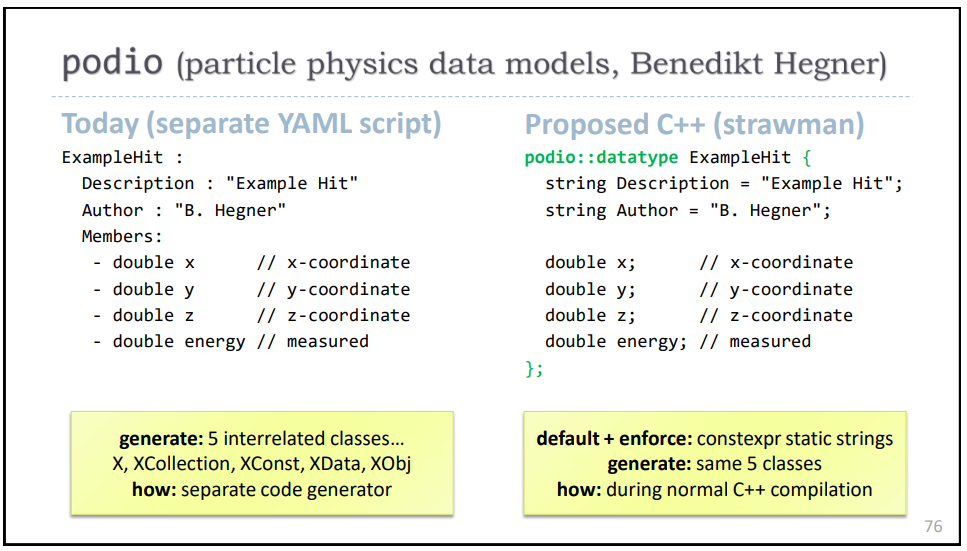 podio (particle physics data models, Benedikt Hegner)
Today (separate YAML script)
ExampleHit :
Description : "Example Hit"
Author : "B. Hegner"
Members:
- double x // x-coordinate
- double y // y-coordinate
- double z // z-coordinate
- double energy // measured
generate: 5 interrelated classes…
X, XCollection, XConst, XData, XObj
how: separate code generator
Proposed C++ (strawman)
podio::datatype ExampleHit {
string Description = "Example Hit";
string Author = "B. Hegner";
double x; // x-coordinate
double y; // y-coordinate
double z; // z-coordinate
double energy; // measured
};
default + enforce: constexpr static strings
generate: same 5 classes
how: during normal C++ compilation
76